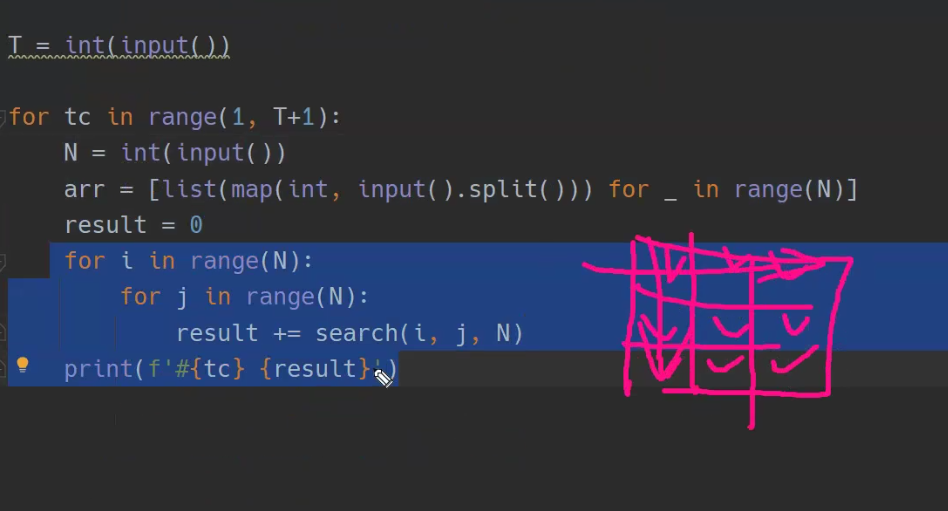 T = int(input())
for tc in range(1, T+1):
    N = int(input())
    arr = [list(map(int, input().split())) for _ in range(N)]
    result = 0
    for i in range(N):
        for j in range(N):
            result += search(i, j, N)
    print(f'#{tc} {result}')